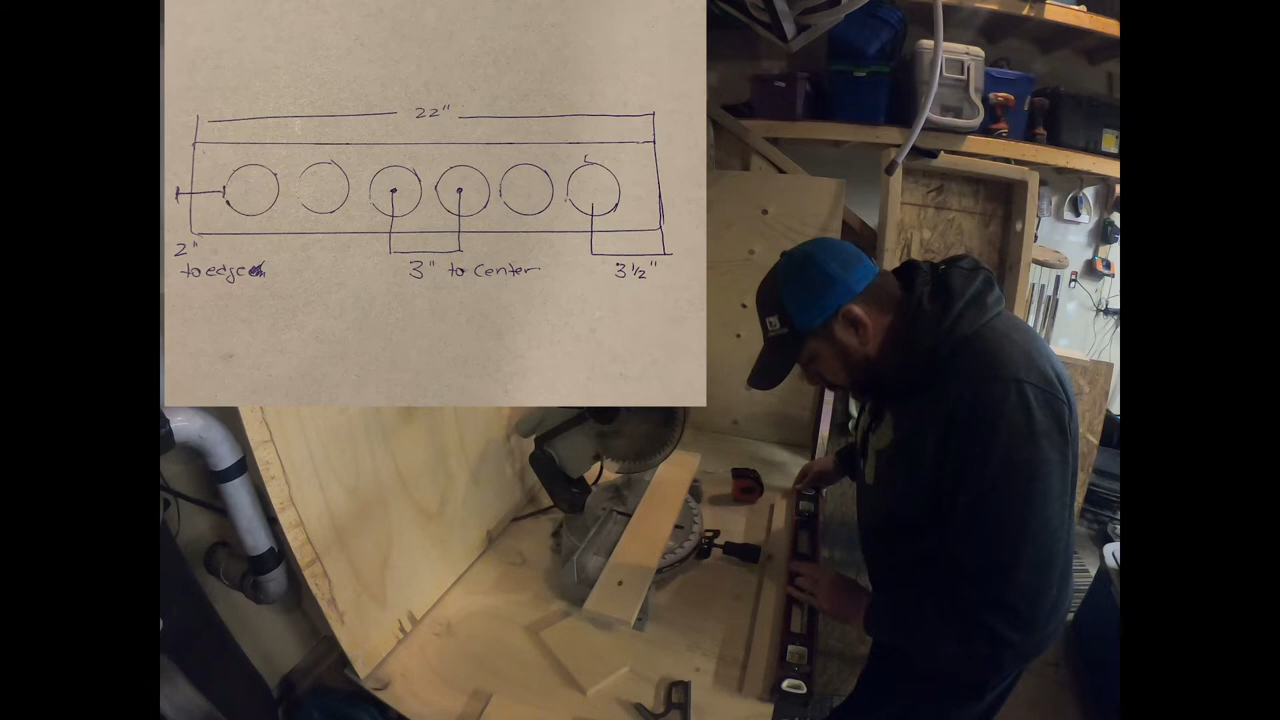 22"
2"
to edge
3" to center
3 1/2"